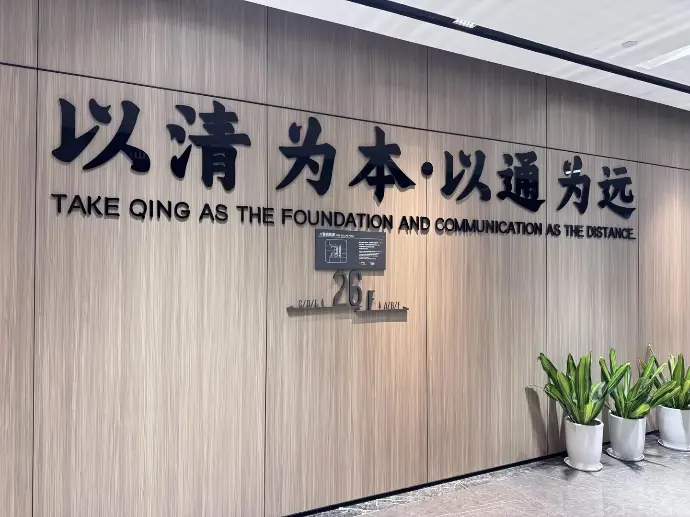 以清为本·以通为远
TAKE QING AS THE FOUNDATION AND COMMUNICATION AS THE DISTANCE
26F